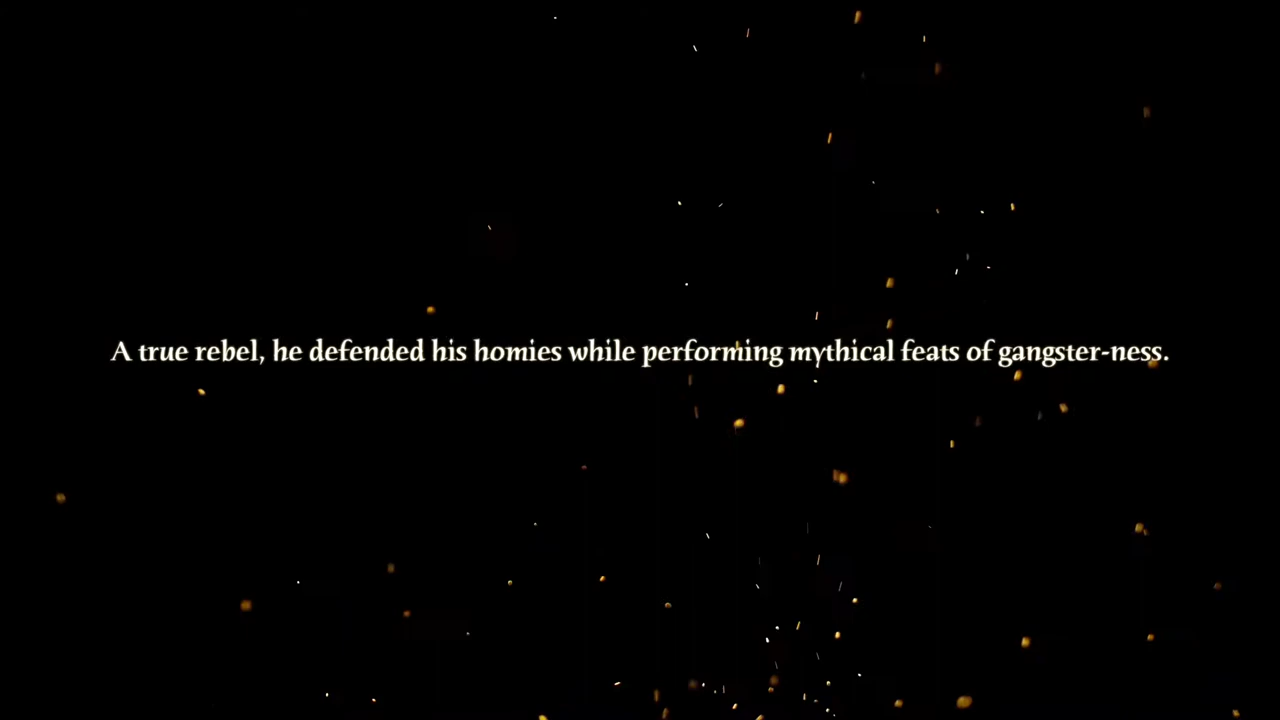 A true rebel, he defended his homies while performing mythical feats of gangster-ness.